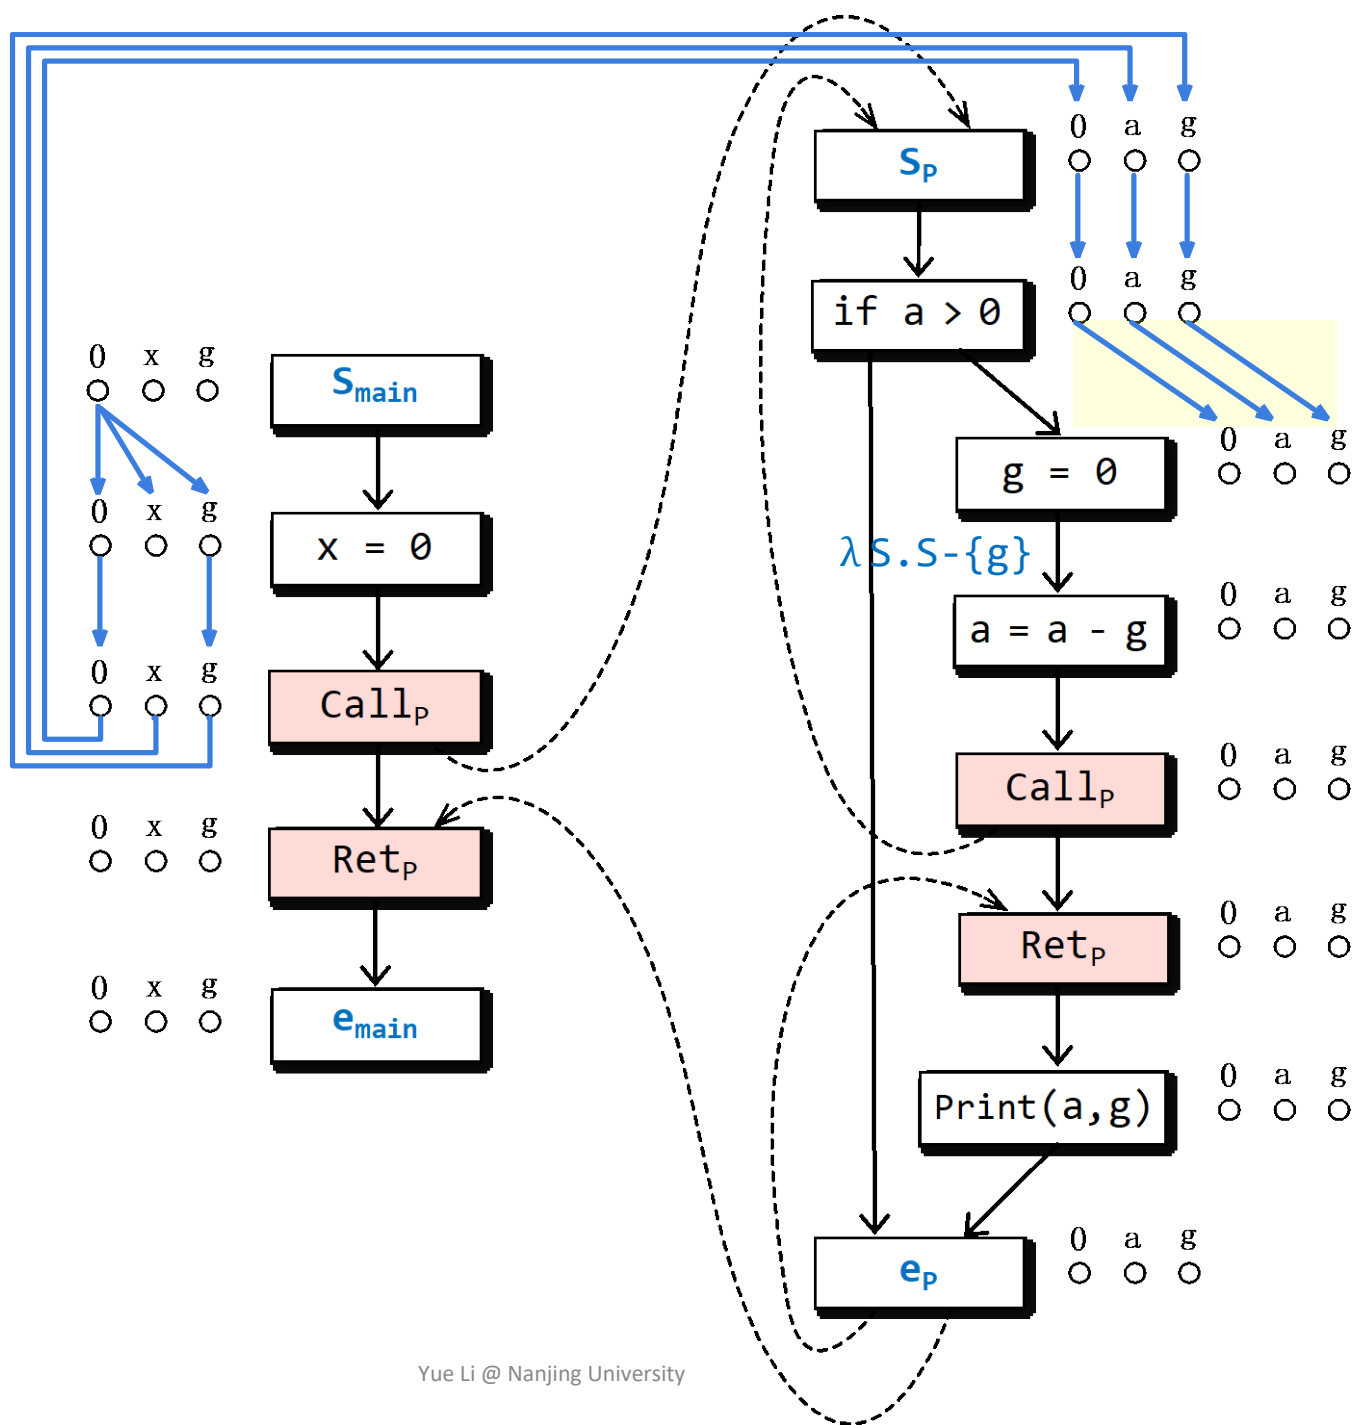 0 a g
S_P
0 a g
if a > 0
0 x g
S_main
0 a g
g = 0
0 x g
x = 0
λ S.S-{g}
0 a g
a = a - g
0 x g
Call_P
0 a g
Call_P
0 x g
Ret_P
0 a g
Ret_P
0 x g
e_main
0 a g
Print(a,g)
0 a g
e_P
Yue Li @ Nanjing University